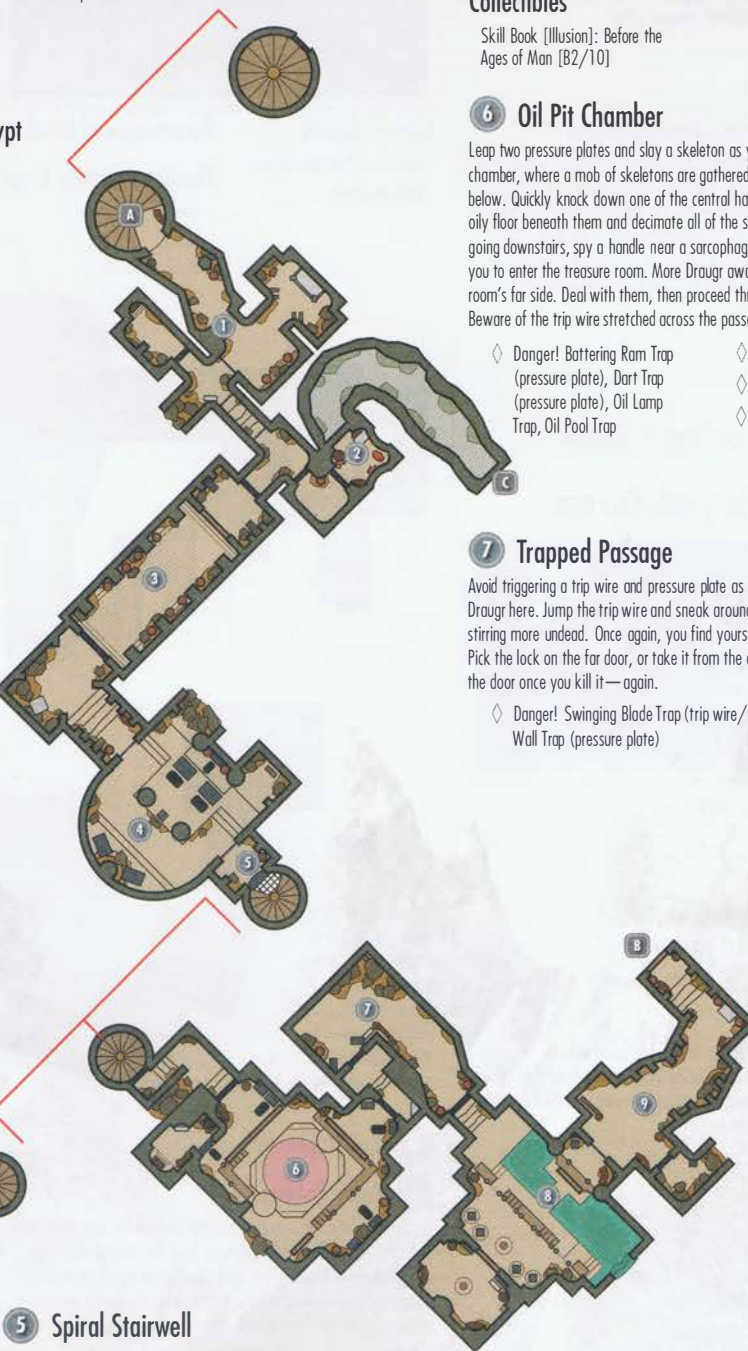 Collectibles
Skill Book [Illusion]: Before the
Ages of Man [B2/10]
6 Oil Pit Chamber
Leap two pressure plates and slay a skeleton as
chamber, where a mob of skeletons are gathered
below. Quickly knock down one of the central
oily floor beneath them and decimate all of the
going downstairs, spy a handle near a
you to enter the treasure room. More Draugr
room's far side. Deal with them, then proceed
Beware of the trip wire stretched across the
◊ Danger! Battering Ram Trap
(pressure plate), Dart Trap
(pressure plate), Oil Lamp
Trap, Oil Pool Trap
◊
◊
◊
7 Trapped Passage
Avoid triggering a trip wire and pressure plate as
Draugr here. Jump the trip wire and sneak around
stirring more undead. Once again, you find
Pick the lock on the far door, or take it from the
the door once you kill it—again.
◊ Danger! Swinging Blade Trap (trip wire/
Wall Trap (pressure plate)
A
1
2
C
3
4
5
B
7
9
6
8
5 Spiral Stairwell